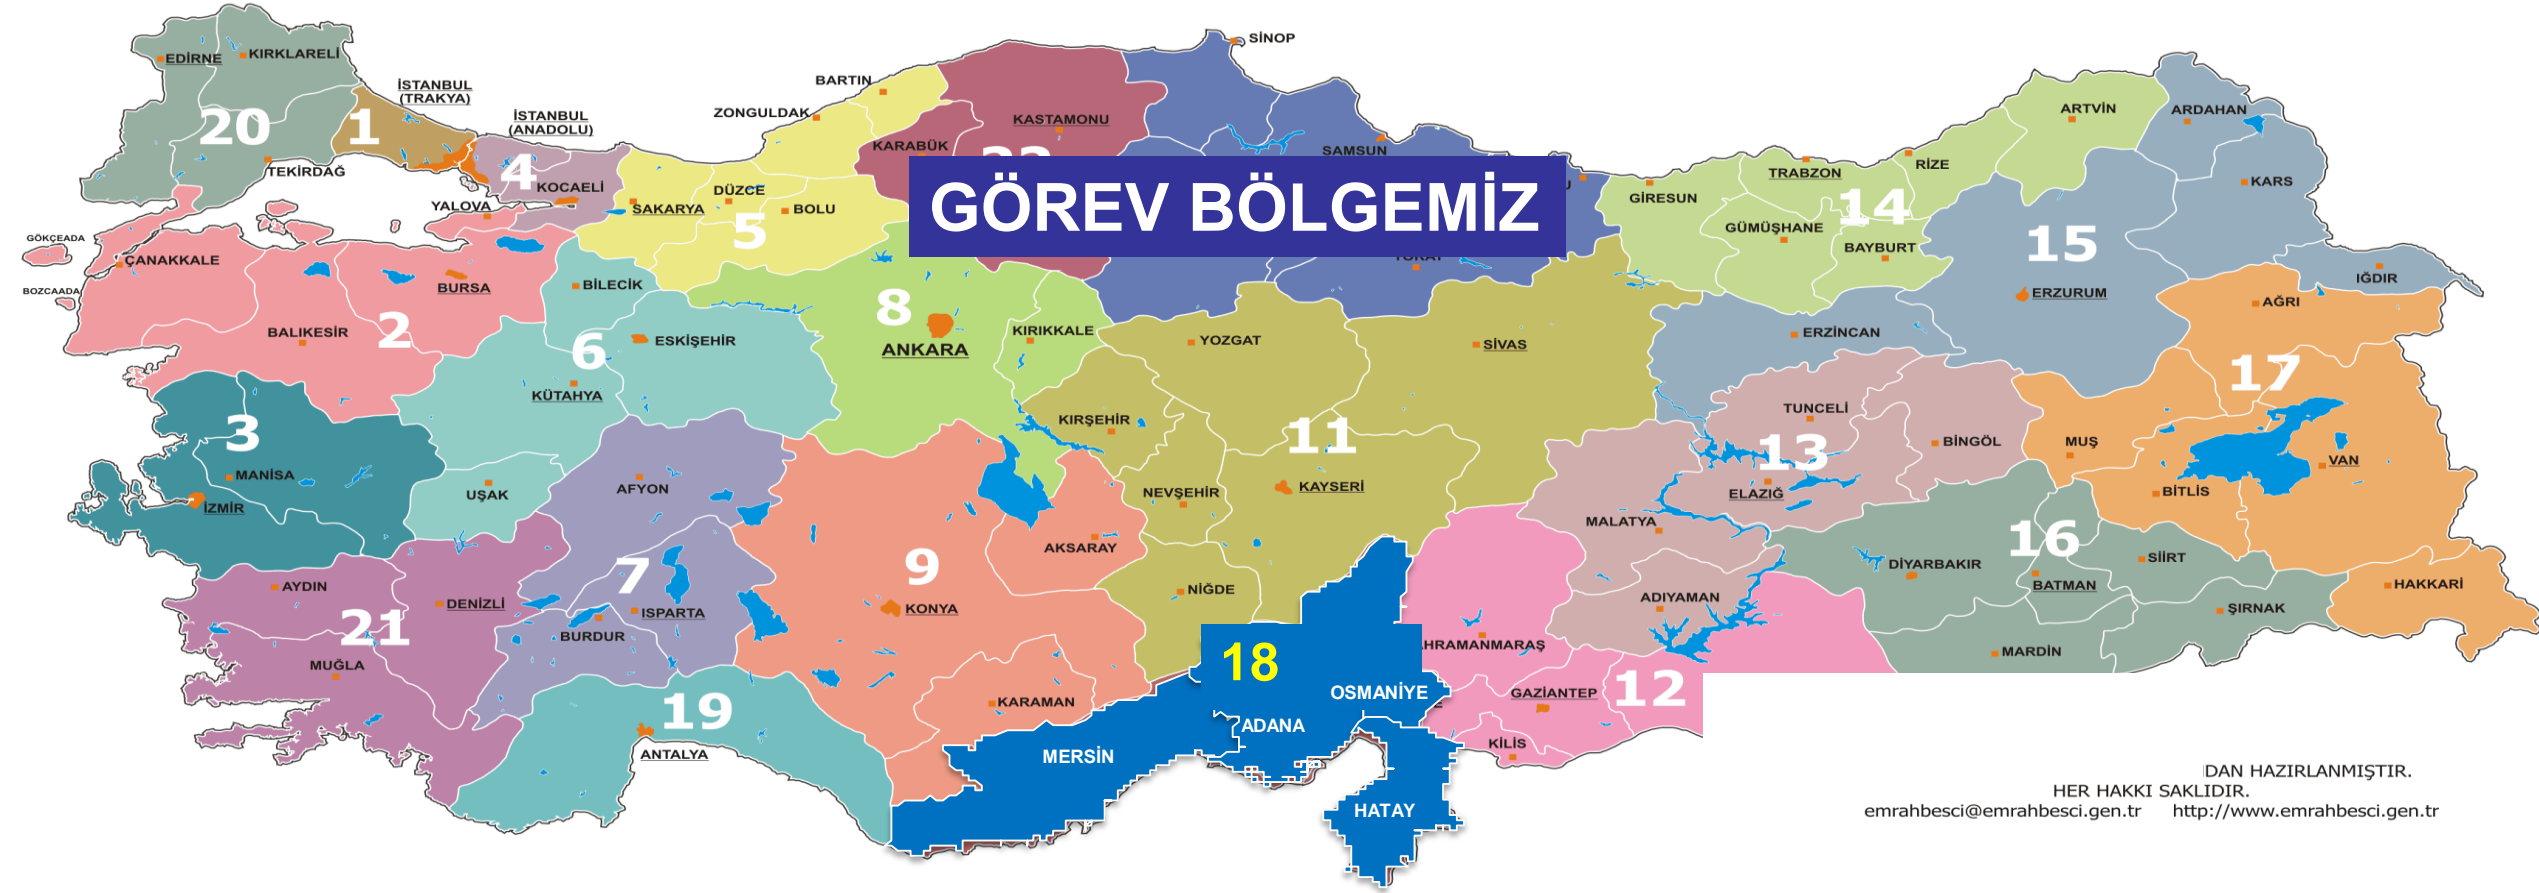 SİNOP
EDİRNE
KIRKLARELİ
İSTANBUL
(TRAKYA)
BARTIN
ARTVİN
ARDAHAN
20
1
İSTANBUL
(ANADOLU)
ZONGULDAK
KASTAMONU
KARABÜK
SAMSUN
TEKİRDAĞ
4
KOCAELİ
DÜZCE
TRABZON
RİZE
KARS
YALOVA
SAKARYA
BOLU
GÖREV BÖLGEMİZ
GİRESUN
14
5
GÜMÜŞHANE
BAYBURT
15
GÖKÇEADA
ÇANAKKALE
BOZCAADA
BURSA
BİLECİK
TOKAT
ERZURUM
IĞDIR
AĞRI
8
BALIKESİR
2
6
ESKİŞEHİR
ANKARA
KIRIKKALE
YOZGAT
SİVAS
ERZİNCAN
17
KÜTAHYA
3
KIRŞEHİR
11
TUNCELİ
13
BİNGÖL
MUŞ
VAN
MANİSA
İZMİR
UŞAK
AFYON
NEVŞEHİR
KAYSERİ
ELAZIĞ
BİTLİS
MALATYA
AKSARAY
9
16
SİİRT
DİYARBAKIR
BATMAN
HAKKARİ
AYDIN
DENİZLİ
7
ISPARTA
KONYA
NİĞDE
ADIYAMAN
ŞIRNAK
21
BURDUR
HRAMANMARAŞ
MARDİN
MUĞLA
18
OSMANİYE
GAZİANTEP
12
19
KARAMAN
ADANA
ANTALYA
MERSİN
KİLİS
HATAY
DAN HAZIRLANMIŞTIR.
HER HAKKI SAKLIDIR.
emrahbesci@emrahbesci.gen.tr http://www.emrahbesci.gen.tr